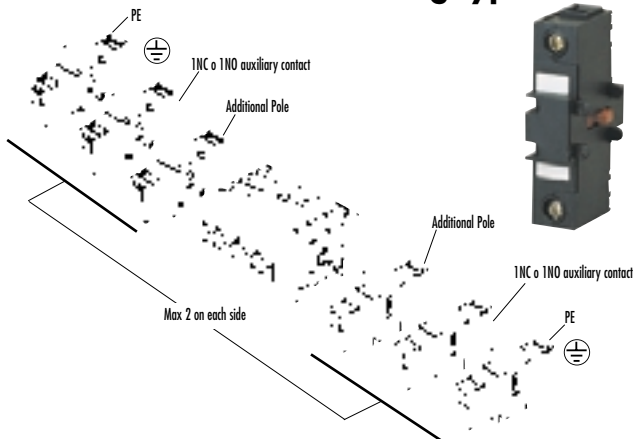 PE
1NC o 1NO auxiliary contact
Additional Pole
Additional Pole
1NC o 1NO auxiliary contact
PE
Max 2 on each side